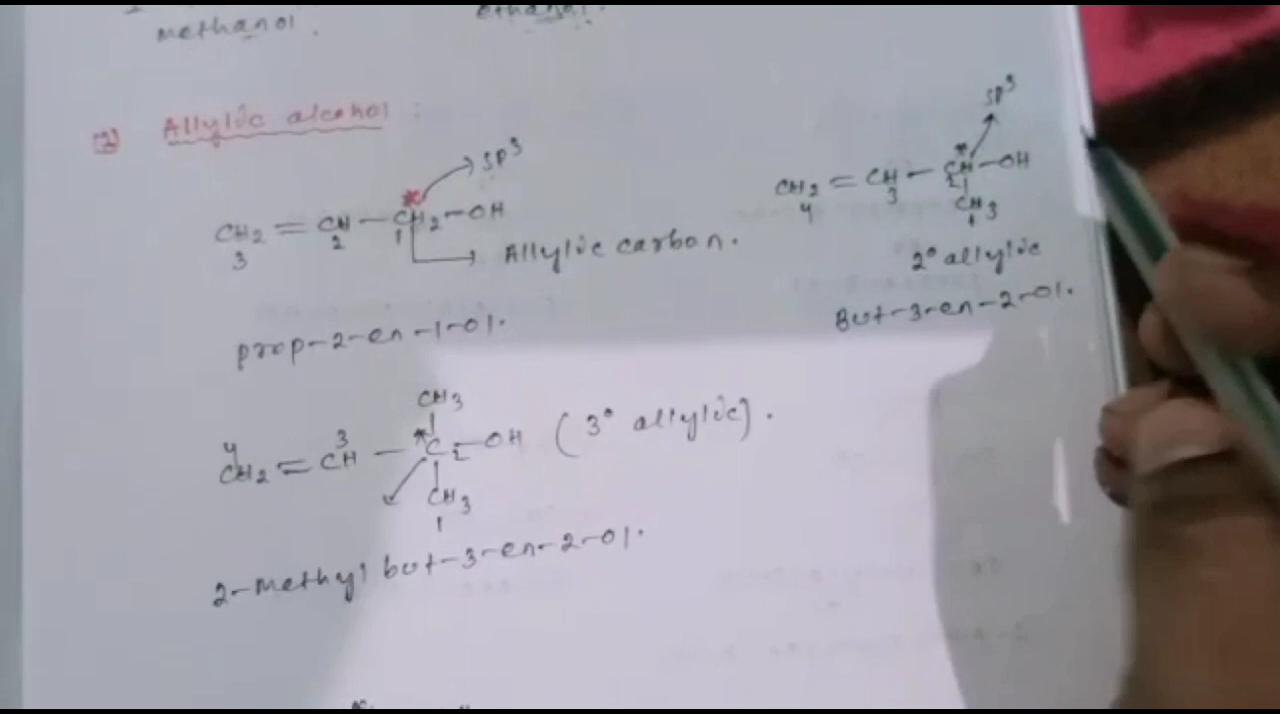 methanol.
ethanol.
2) Allylic alcohol :
CH2 = CH - CH2 - OH
3 2 1
* → SP3
→ Allylic carbon.
prop-2-en-1-ol.
SP3
CH2 = CH - CH - OH
4 3 2
*
CH3
1
2° allylic
But-3-en-2-ol.
CH3
4 3 * 2
CH2 = CH - C - OH (3° allylic).
CH3
1
2-Methyl but-3-en-2-ol.